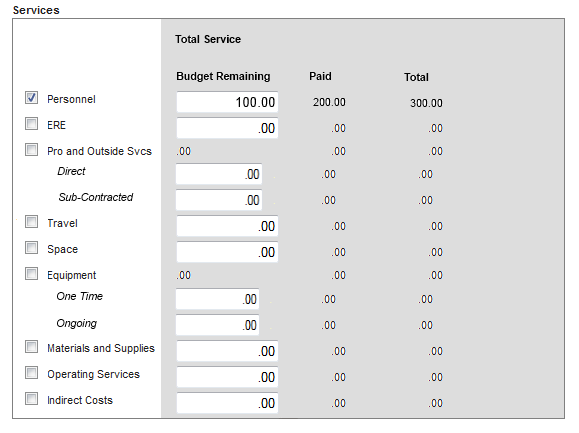 Services
Total Service
Budget Remaining Paid Total
Personnel 100.00 200.00 300.00
ERE .00 .00 .00
Pro and Outside Svcs .00 .00 .00
Direct .00 .00 .00
Sub-Contracted .00 .00 .00
Travel .00 .00 .00
Space .00 .00 .00
Equipment .00 .00 .00
One Time .00 .00 .00
Ongoing .00 .00 .00
Materials and Supplies .00 .00 .00
Operating Services .00 .00 .00
Indirect Costs .00 .00 .00